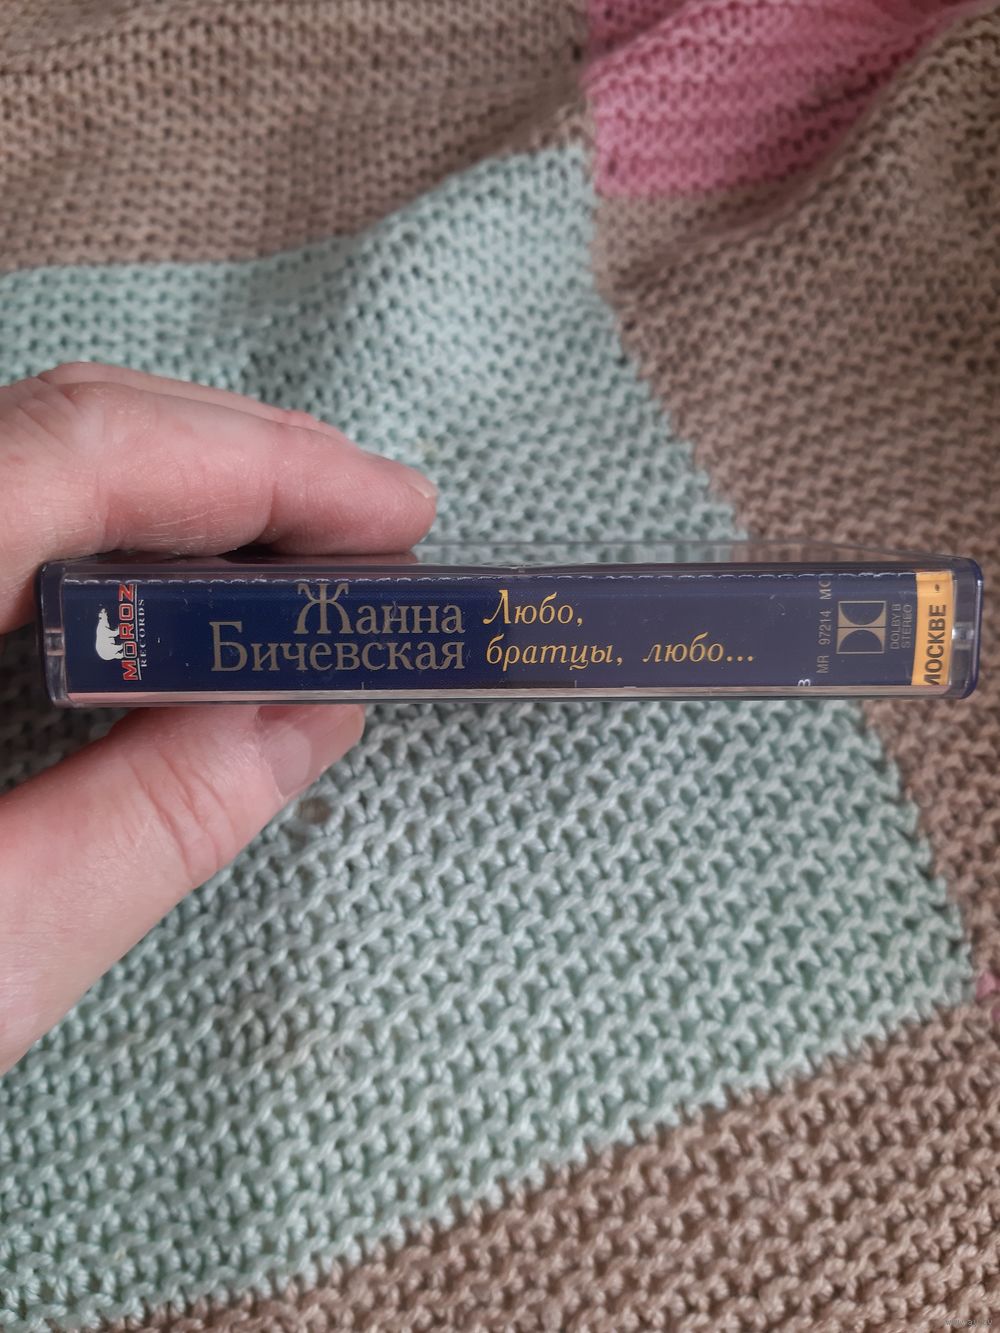 MOROZ
RECORDS
Жанна
Бичевская
Любо,
братцы, любо...
MR 97214 MC
DOLBY B
STEREO
МОСКВЕ -